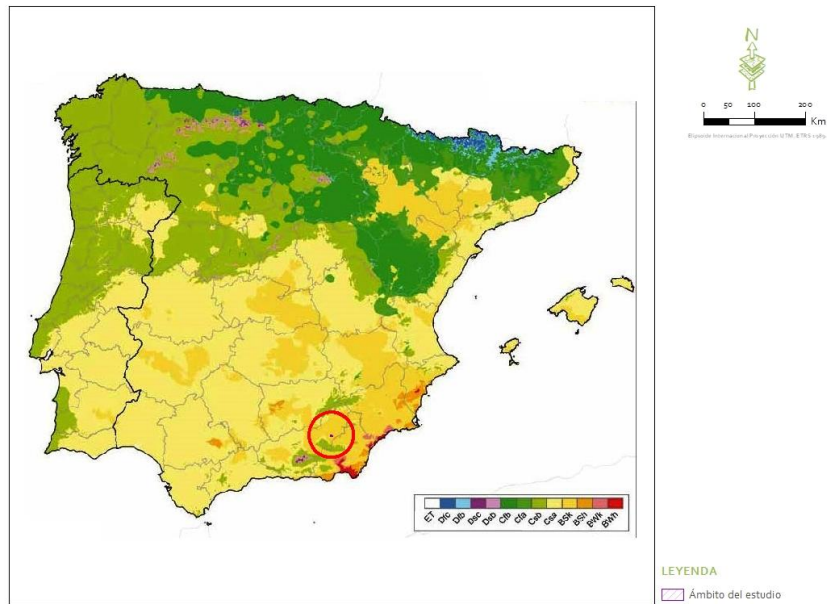 N
0 50 100 200
Km
ET Dfc Dfb Dsc Dsb Cfb Cfa Csb Csa BSk BSh BWk BWh
LEYENDA
Ámbito del estudio